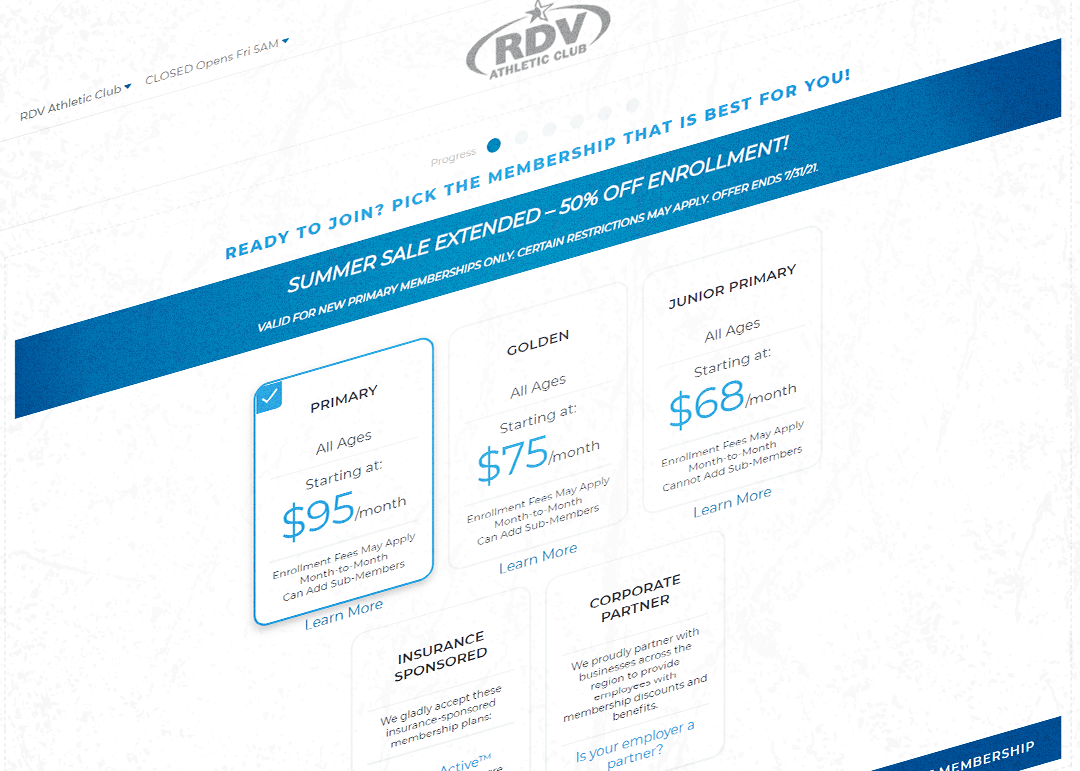 RDV Athletic Club
CLOSED Opens Fri 5AM
RDV
ATHLETIC CLUB
Progress
READY TO JOIN? PICK THE MEMBERSHIP THAT IS BEST FOR YOU!
SUMMER SALE EXTENDED – 50% OFF ENROLLMENT!
VALID FOR NEW PRIMARY MEMBERSHIPS ONLY. CERTAIN RESTRICTIONS MAY APPLY. OFFER ENDS 7/31/21.
PRIMARY
All Ages
Starting at:
$95/month
Enrollment Fees May Apply
Month-to-Month
Can Add Sub-Members
Learn More
GOLDEN
All Ages
Starting at:
$75/month
Enrollment Fees May Apply
Month-to-Month
Can Add Sub-Members
Learn More
JUNIOR PRIMARY
All Ages
Starting at:
$68/month
Enrollment Fees May Apply
Month-to-Month
Cannot Add Sub-Members
Learn More
INSURANCE
SPONSORED
We gladly accept these
insurance-sponsored
membership plans:
Active™
CORPORATE
PARTNER
We proudly partner with
businesses across the
region to provide
employees with
membership discounts and
benefits.
Is your employer a
partner?
MEMBERSHIP